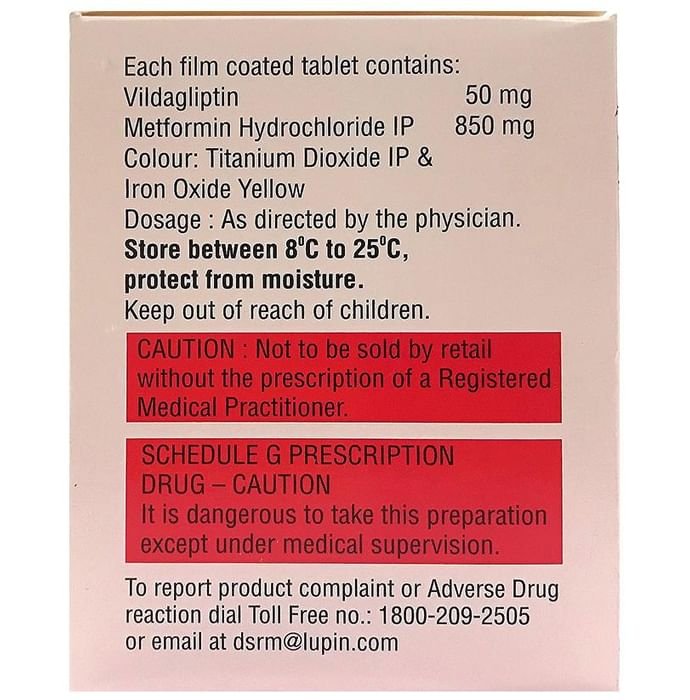 Each film coated tablet contains:
Vildagliptin 50 mg
Metformin Hydrochloride IP 850 mg
Colour: Titanium Dioxide IP &
Iron Oxide Yellow
Dosage : As directed by the physician.
Store between 8⁰C to 25⁰C,
protect from moisture.
Keep out of reach of children.
CAUTION : Not to be sold by retail
without the prescription of a Registered
Medical Practitioner.
SCHEDULE G PRESCRIPTION
DRUG – CAUTION
It is dangerous to take this preparation
except under medical supervision.
To report product complaint or Adverse Drug
reaction dial Toll Free no.: 1800-209-2505
or email at dsrm@lupin.com